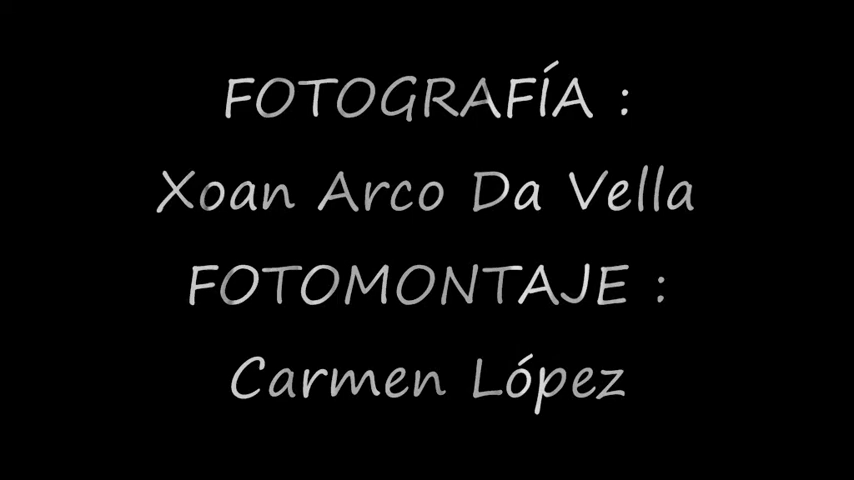 FOTOGRAFÍA :
Xoan Arco Da Vella
FOTOMONTAJE :
Carmen López